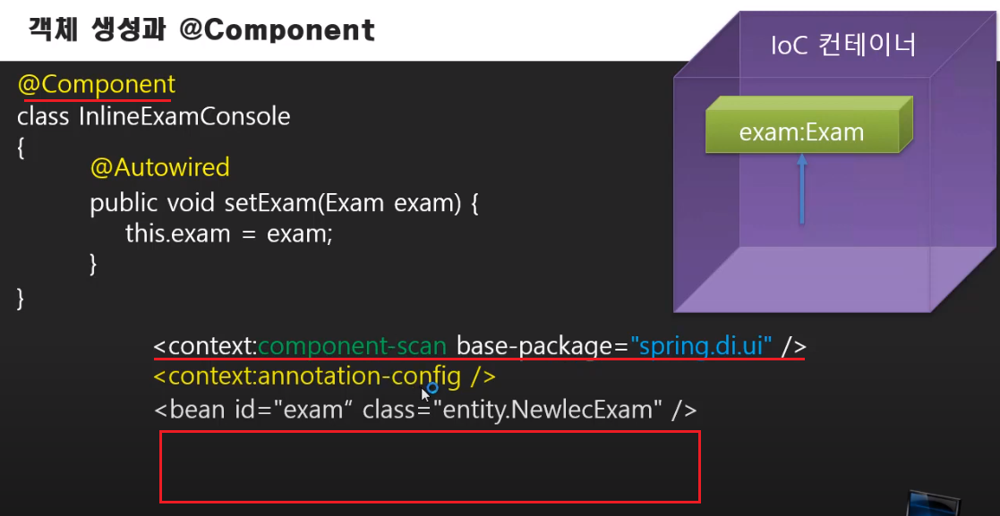 객체 생성과 @Component
IoC 컨테이너
exam:Exam
@Component
class InlineExamConsole
{
@Autowired
public void setExam(Exam exam) {
this.exam = exam;
}
}
<context:component-scan base-package="spring.di.ui" />
<context:annotation-config />
<bean id="exam“ class="entity.NewlecExam" />